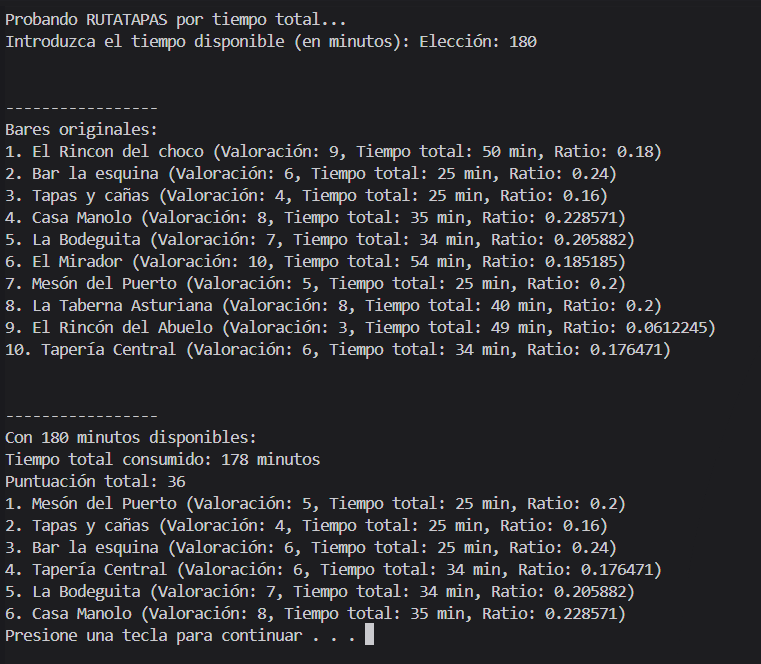 Probando RUTATAPAS por tiempo total...
Introduzca el tiempo disponible (en minutos): Elección: 180
-----------------
Bares originales:
1. El Rincon del choco (Valoración: 9, Tiempo total: 50 min, Ratio: 0.18)
2. Bar la esquina (Valoración: 6, Tiempo total: 25 min, Ratio: 0.24)
3. Tapas y cañas (Valoración: 4, Tiempo total: 25 min, Ratio: 0.16)
4. Casa Manolo (Valoración: 8, Tiempo total: 35 min, Ratio: 0.228571)
5. La Bodeguita (Valoración: 7, Tiempo total: 34 min, Ratio: 0.205882)
6. El Mirador (Valoración: 10, Tiempo total: 54 min, Ratio: 0.185185)
7. Mesón del Puerto (Valoración: 5, Tiempo total: 25 min, Ratio: 0.2)
8. La Taberna Asturiana (Valoración: 8, Tiempo total: 40 min, Ratio: 0.2)
9. El Rincón del Abuelo (Valoración: 3, Tiempo total: 49 min, Ratio: 0.0612245)
10. Tapería Central (Valoración: 6, Tiempo total: 34 min, Ratio: 0.176471)
-----------------
Con 180 minutos disponibles:
Tiempo total consumido: 178 minutos
Puntuación total: 36
1. Mesón del Puerto (Valoración: 5, Tiempo total: 25 min, Ratio: 0.2)
2. Tapas y cañas (Valoración: 4, Tiempo total: 25 min, Ratio: 0.16)
3. Bar la esquina (Valoración: 6, Tiempo total: 25 min, Ratio: 0.24)
4. Tapería Central (Valoración: 6, Tiempo total: 34 min, Ratio: 0.176471)
5. La Bodeguita (Valoración: 7, Tiempo total: 34 min, Ratio: 0.205882)
6. Casa Manolo (Valoración: 8, Tiempo total: 35 min, Ratio: 0.228571)
Presione una tecla para continuar . . .